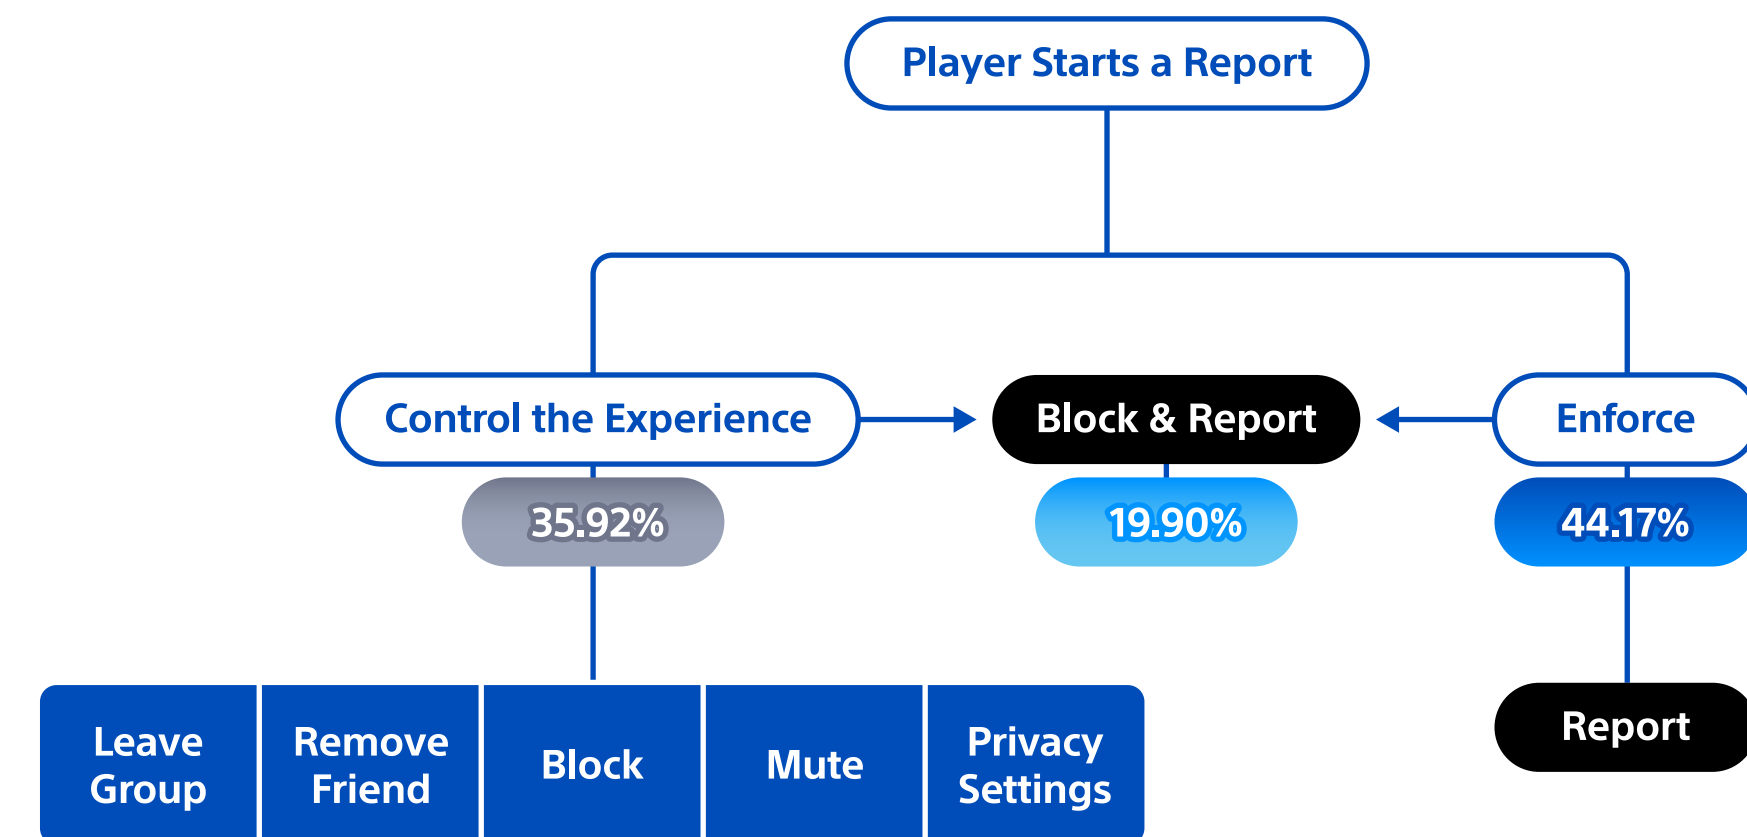 Player Starts a Report
Control the Experience
Block & Report
Enforce
35.92%
19.90%
44.17%
Leave
Group
Remove
Friend
Block
Mute
Privacy
Settings
Report